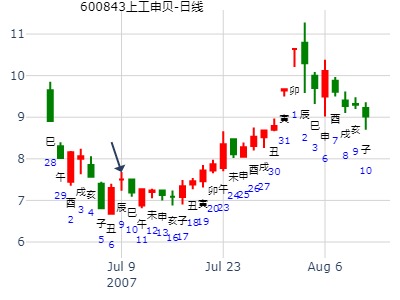 600843上工申贝-日线
11
10
9
8
7
6
巳
28
午
29
酉
2
戌
3
亥
4
子
5
丑
6
辰
9
巳
10
午
11
未
12
申
13
亥
16
子
17
丑
18
寅
19
卯
20
午
23
未
24
申
25
酉
26
戌
27
丑
30
寅
31
卯
1
辰
2
巳
3
申
6
酉
7
戌
8
亥
9
子
10
Jul 9
2007
Jul 23
Aug 6